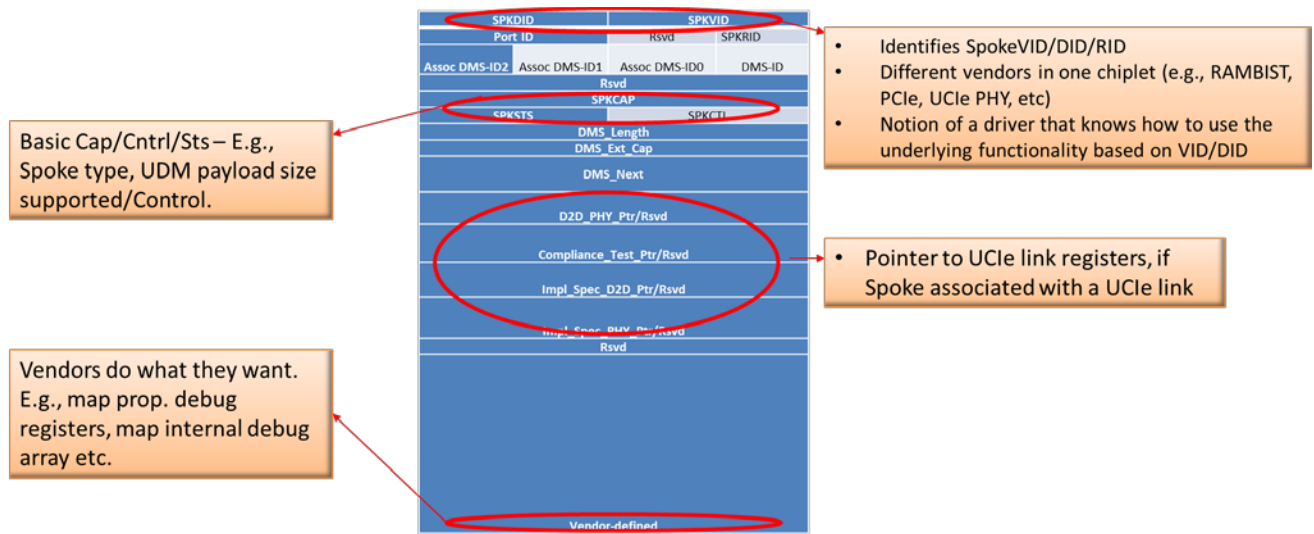 SPKDID SPKVID
Port ID Rsvd SPKRID
Assoc DMS-ID2 Assoc DMS-ID1 Assoc DMS-ID0 DMS-ID
Rsvd
SPKCAP
SPKSTS SPKCTL
DMS_Length
DMS_Ext_Cap
DMS_Next
D2D_PHY_Ptr/Rsvd
Compliance_Test_Ptr/Rsvd
Impl_Spec_D2D_Ptr/Rsvd
Impl_Spec_PHY_Ptr/Rsvd
Rsvd
Vendor-defined
Basic Cap/Cntrl/Sts – E.g.,
Spoke type, UDM payload size
supported/Control.
Vendors do what they want.
E.g., map prop. debug
registers, map internal debug
array etc.
• Identifies SpokeVID/DID/RID
• Different vendors in one chiplet (e.g., RAMBIST,
PCIe, UCIe PHY, etc)
• Notion of a driver that knows how to use the
underlying functionality based on VID/DID
• Pointer to UCIe link registers, if
Spoke associated with a UCIe link